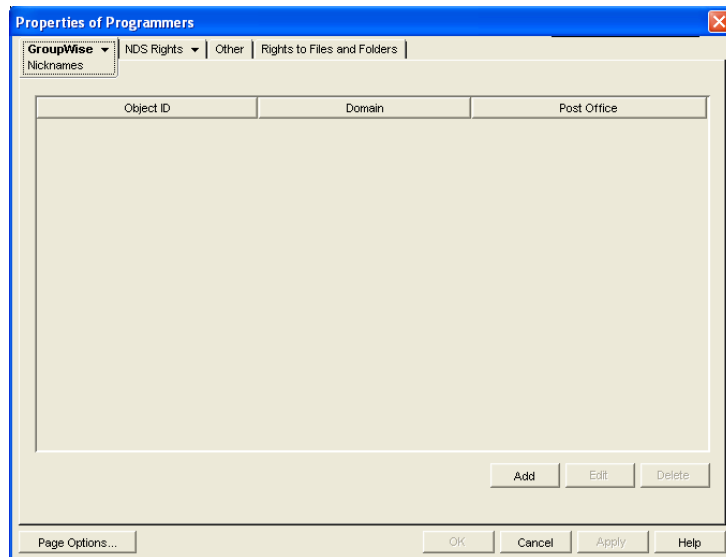 Properties of Programmers
GroupWise NDS Rights Other Rights to Files and Folders
Nicknames
Object ID Domain Post Office
Add Edit Delete
Page Options... OK Cancel Apply Help